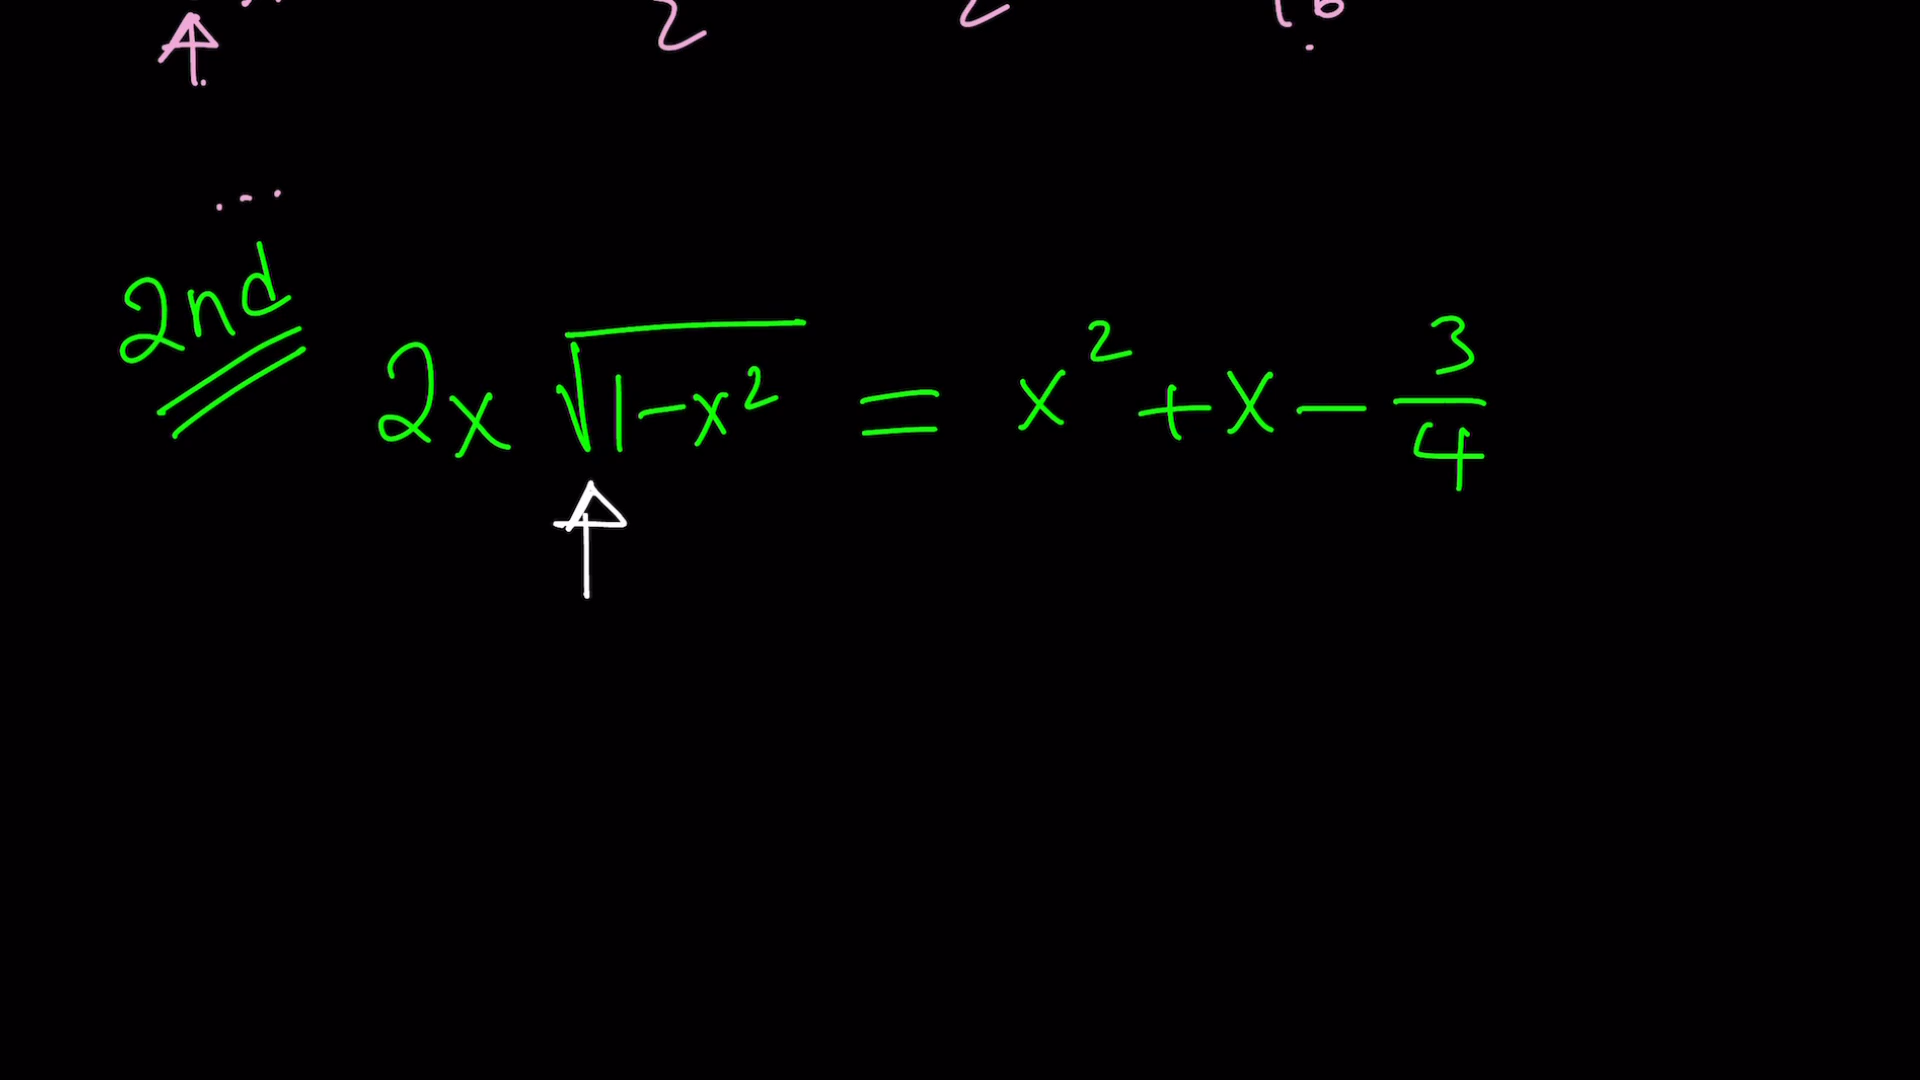 ...
2nd
2x √(1-x²) = x² + x - 3/4